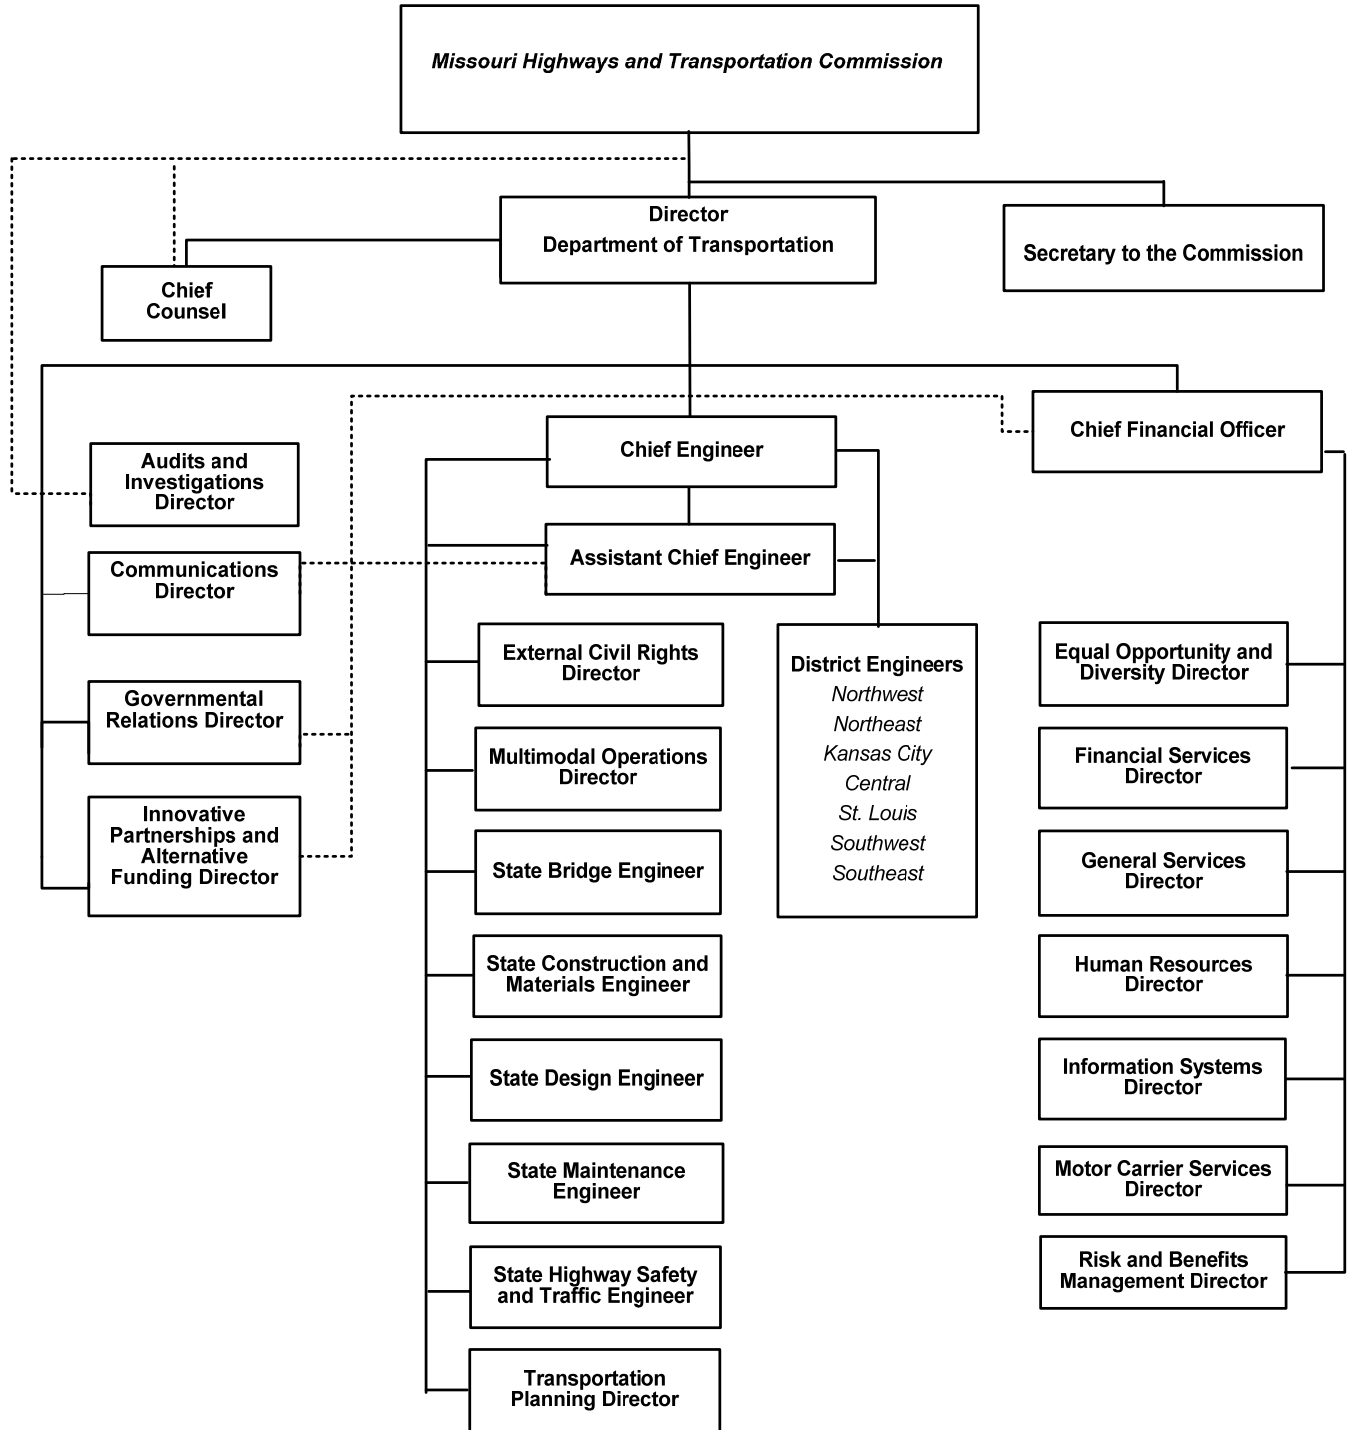 Missouri Highways and Transportation Commission
Director
Department of Transportation
Secretary to the Commission
Chief
Counsel
Chief Financial Officer
Chief Engineer
Audits and
Investigations
Director
Assistant Chief Engineer
Communications
Director
Governmental
Relations Director
Innovative
Partnerships and
Alternative
Funding Director
External Civil Rights
Director
Multimodal Operations
Director
State Bridge Engineer
State Construction and
Materials Engineer
State Design Engineer
State Maintenance
Engineer
State Highway Safety
and Traffic Engineer
Transportation
Planning Director
District Engineers
Northwest
Northeast
Kansas City
Central
St. Louis
Southwest
Southeast
Equal Opportunity and
Diversity Director
Financial Services
Director
General Services
Director
Human Resources
Director
Information Systems
Director
Motor Carrier Services
Director
Risk and Benefits
Management Director